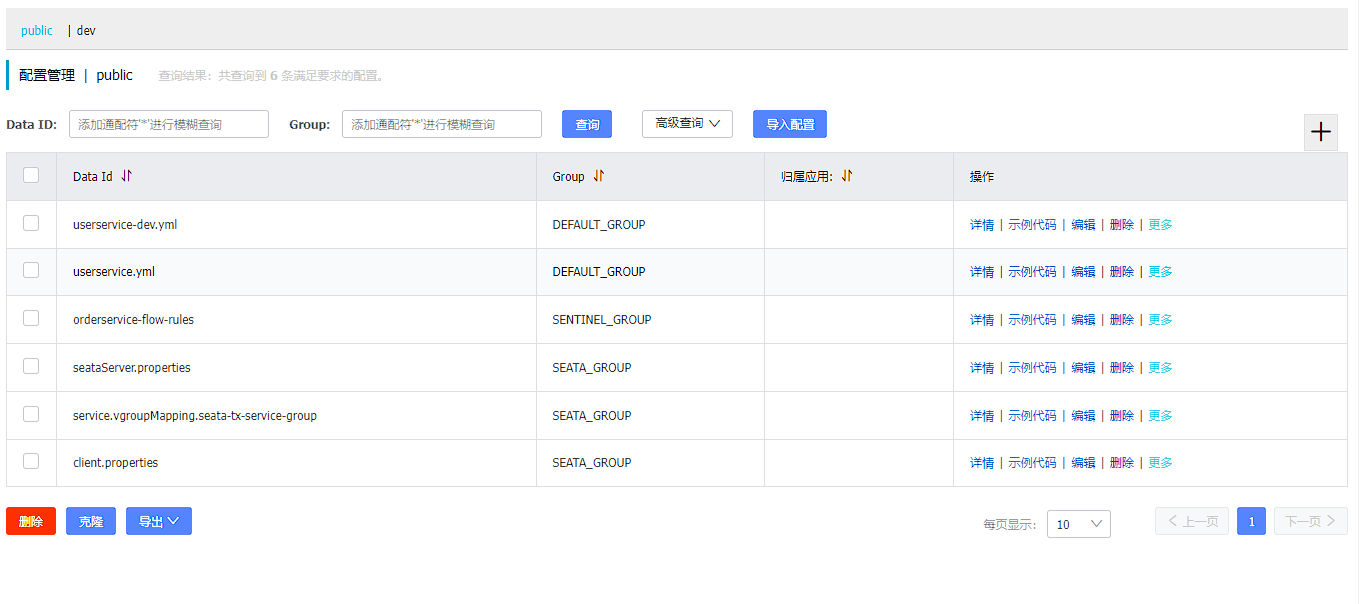 public | dev
配置管理 | public 查询结果：共查询到 6 条满足要求的配置。
Data ID: 添加通配符'*'进行模糊查询 Group: 添加通配符'*'进行模糊查询 查询 高级查询 导入配置
Data Id Group 归属应用: 操作
userservice-dev.yml DEFAULT_GROUP 详情 | 示例代码 | 编辑 | 删除 | 更多
userservice.yml DEFAULT_GROUP 详情 | 示例代码 | 编辑 | 删除 | 更多
orderservice-flow-rules SENTINEL_GROUP 详情 | 示例代码 | 编辑 | 删除 | 更多
seataServer.properties SEATA_GROUP 详情 | 示例代码 | 编辑 | 删除 | 更多
service.vgroupMapping.seata-tx-service-group SEATA_GROUP 详情 | 示例代码 | 编辑 | 删除 | 更多
client.properties SEATA_GROUP 详情 | 示例代码 | 编辑 | 删除 | 更多
删除 克隆 导出 每页显示: 10 上一页 1 下一页